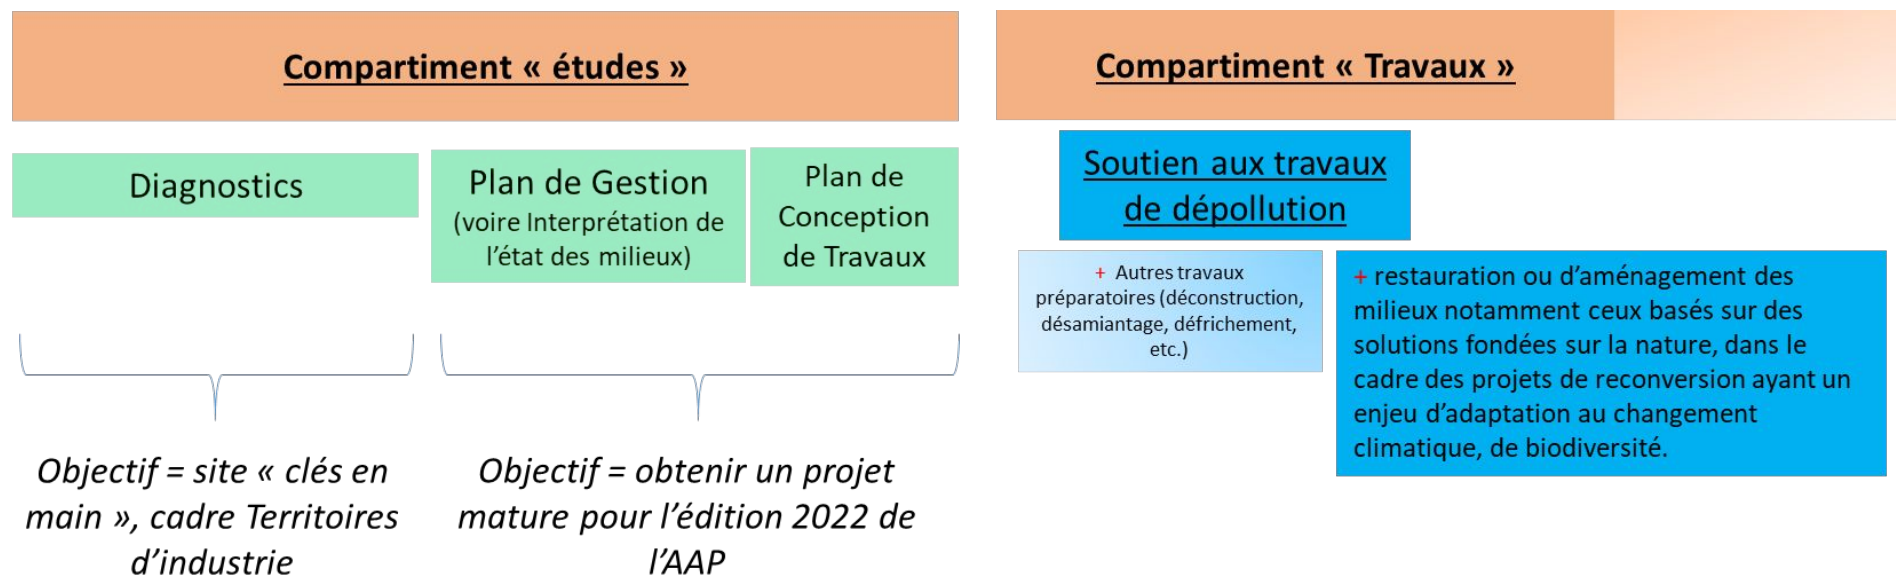 Compartiment « études »
Diagnostics
Plan de Gestion
(voire Interprétation de
l’état des milieux)
Plan de
Conception
de Travaux
Objectif = site « clés en
main », cadre Territoires
d’industrie
Objectif = obtenir un projet
mature pour l’édition 2022 de
l’AAP
Compartiment « Travaux »
Soutien aux travaux
de dépollution
+ Autres travaux
préparatoires (déconstruction,
désamiantage, défrichement,
etc.)
+ restauration ou d’aménagement des
milieux notamment ceux basés sur des
solutions fondées sur la nature, dans le
cadre des projets de reconversion ayant un
enjeu d’adaptation au changement
climatique, de biodiversité.